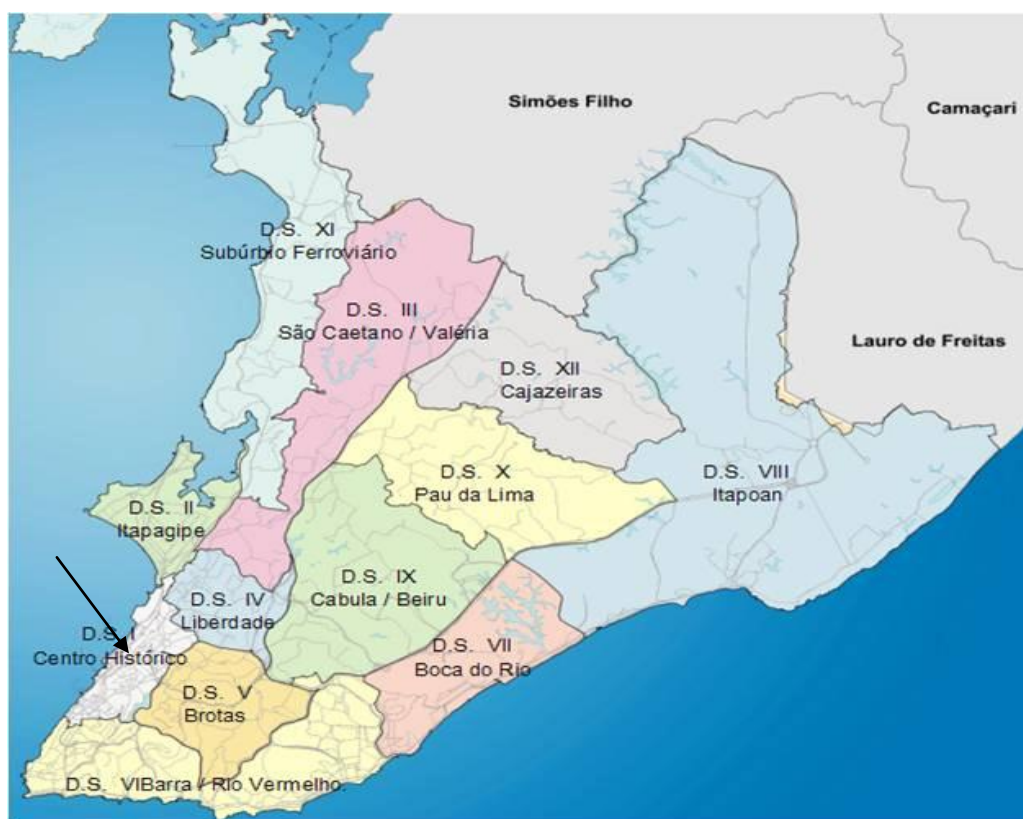 Simões Filho
Camaçari
D.S. XI
Subúrbio Ferroviário
D.S. III
São Caetano / Valéria
Lauro de Freitas
D.S. XII
Cajazeiras
D.S. X
Pau da Lima
D.S. VIII
Itapoan
D.S. II
Itapagipe
D.S. IX
Cabula / Beiru
D.S. IV
Liberdade
D.S. I
Centro Histórico
D.S. VII
Boca do Rio
D.S. V
Brotas
D.S. VIBarra / Rio Vermelho.